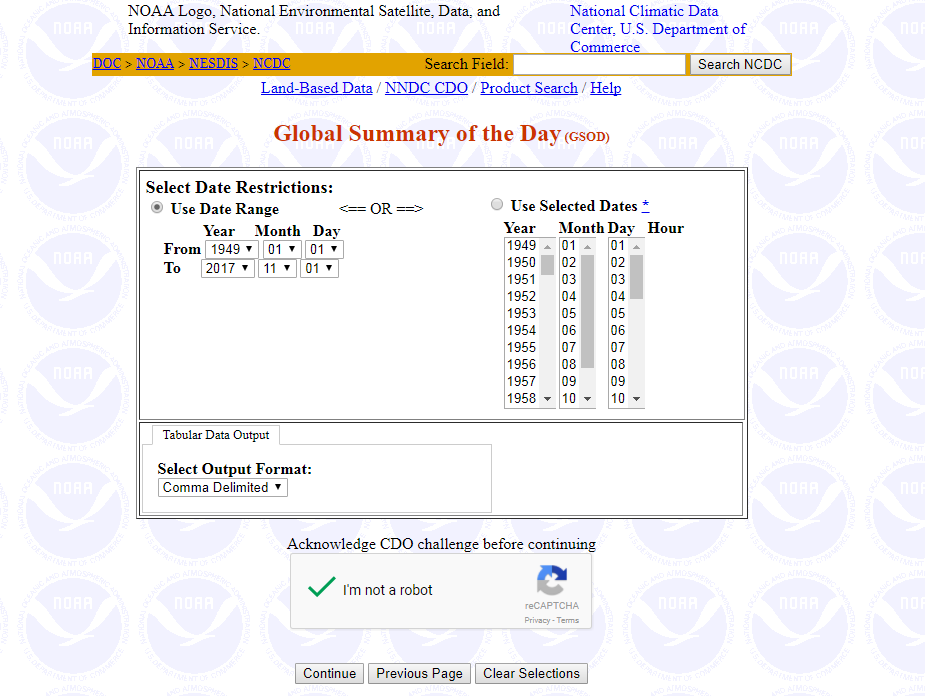 NOAA Logo, National Environmental Satellite, Data, and
Information Service.
National Climatic Data
Center, U.S. Department of
Commerce
DOC > NOAA > NESDIS > NCDC
Search Field:
Search NCDC
Land-Based Data / NNDC CDO / Product Search / Help
Global Summary of the Day (GSOD)
Select Date Restrictions:
Use Date Range
<== OR ==>
Year Month Day
From 1949 01 01
To 2017 11 01
Use Selected Dates *
Year Month Day Hour
1949 01 01
1950 02 02
1951 03 03
1952 04 04
1953 05 05
1954 06 06
1955 07 07
1956 08 08
1957 09 09
1958 10 10
Tabular Data Output
Select Output Format:
Comma Delimited
Acknowledge CDO challenge before continuing
I'm not a robot
reCAPTCHA
Privacy - Terms
Continue
Previous Page
Clear Selections